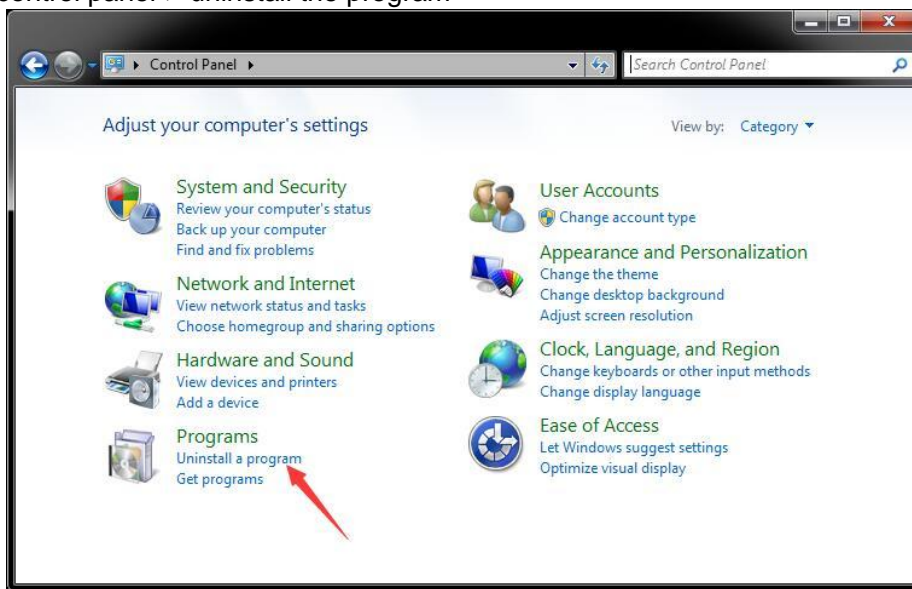 control panel > uninstall the program
Control Panel
Search Control Panel
Adjust your computer's settings
View by: Category
System and Security
Review your computer's status
Back up your computer
Find and fix problems
Network and Internet
View network status and tasks
Choose homegroup and sharing options
Hardware and Sound
View devices and printers
Add a device
Programs
Uninstall a program
Get programs
User Accounts
Change account type
Appearance and Personalization
Change the theme
Change desktop background
Adjust screen resolution
Clock, Language, and Region
Change keyboards or other input methods
Change display language
Ease of Access
Let Windows suggest settings
Optimize visual display